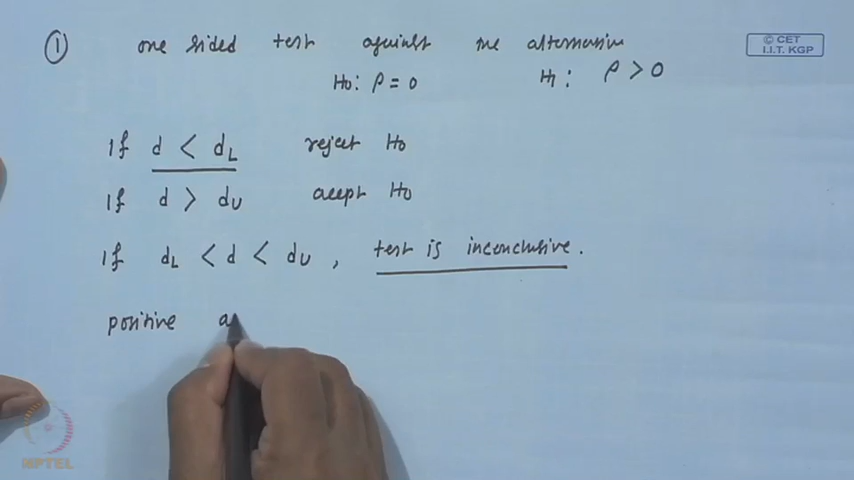 ① one sided test against the alternative
© CET
I.I.T. KGP
H0: ρ = 0 H1: ρ > 0
If d < dL reject H0
If d > dU accept H0
If dL < d < dU , test is inconclusive.
positive a
NPTEL